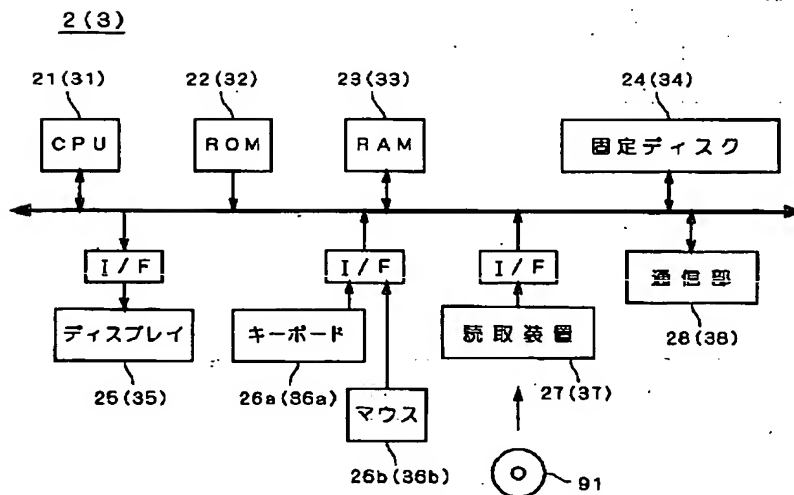 2(3)
21(31) 22(32) 23(33) 24(34)
CPU ROM RAM 固定ディスク
I/F I/F I/F 通信部
ディスプレイ キーボード 読取装置 28(38)
25(35) 26a(36a) マウス 27(37)
26b(36b) 91